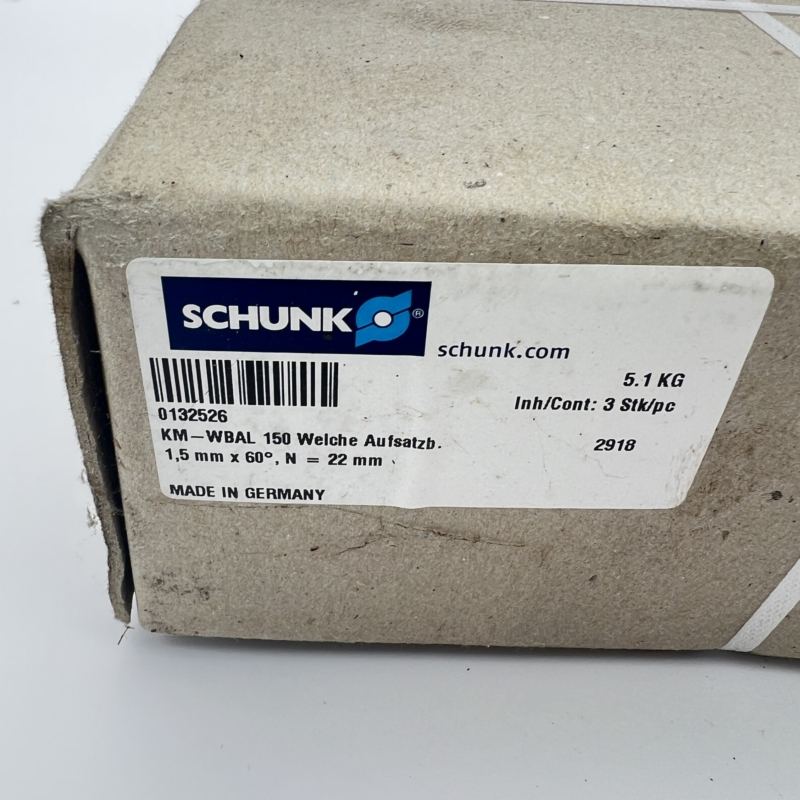 SCHUNK ®
schunk.com
5.1 KG
Inh/Cont: 3 Stk/pc
0132526
KM-WBAL 150 Welche Aufsatzb.
2918
1,5 mm x 60°, N = 22 mm
MADE IN GERMANY